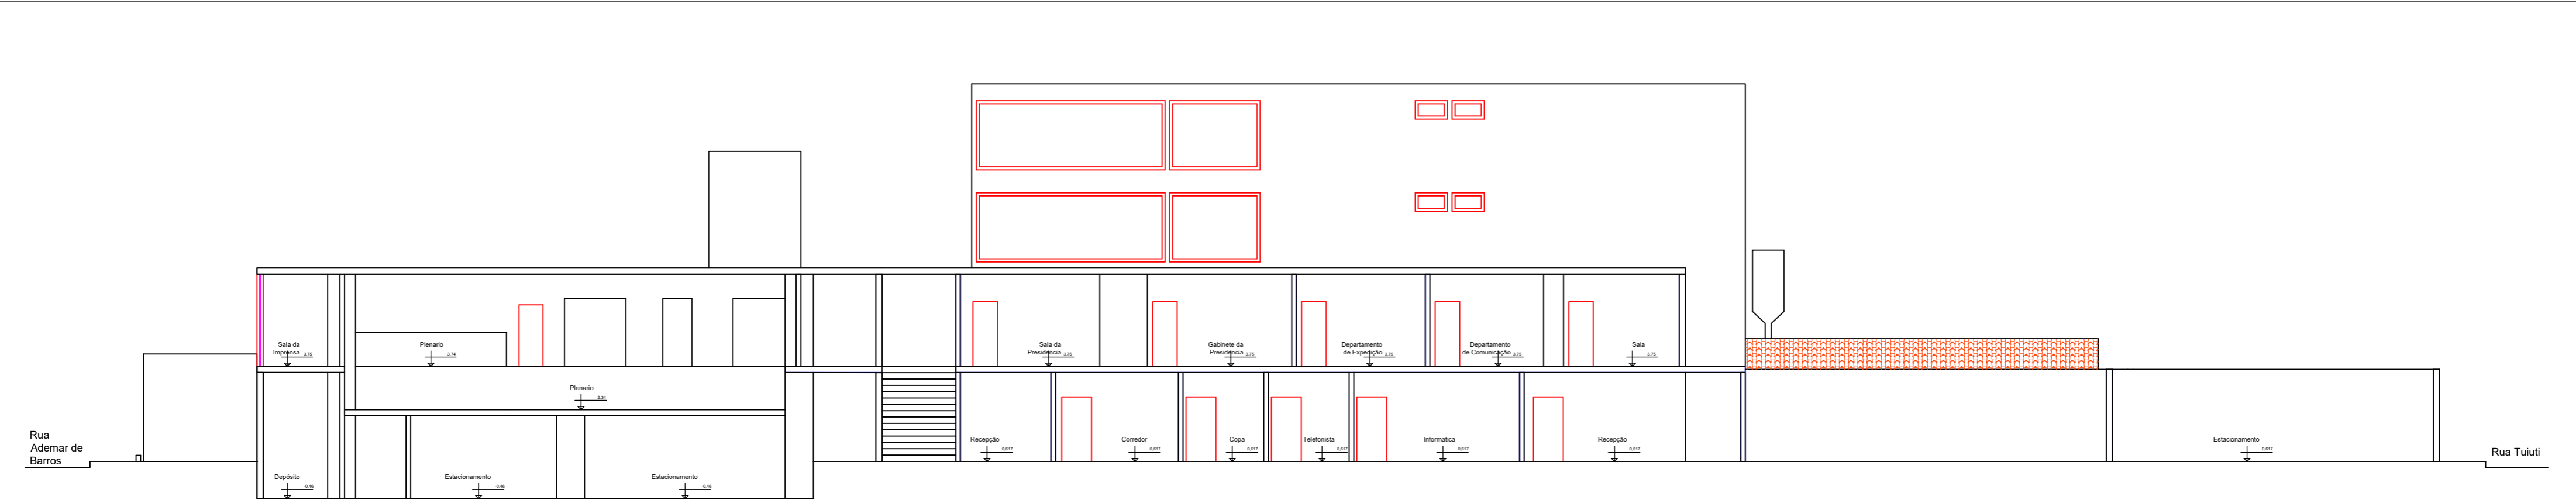 Sala da
Imprensa 3,75
Plenario
3,74
Sala da
Presidencia 3,75
Gabinete da
Presidencia 3,75
Departamento
de Expedição 3,75
Departamento
de Comunicação 3,75
Sala
3,75
Plenario
2,34
Rua
Ademar de
Barros
Recepção
0,617
Corredor
0,617
Copa
0,617
Telefonista
0,617
Informatica
0,617
Recepção
0,617
Estacionamento
0,617
Rua Tuiuti
Depósito
-0,46
Estacionamento
-0,46
Estacionamento
-0,46